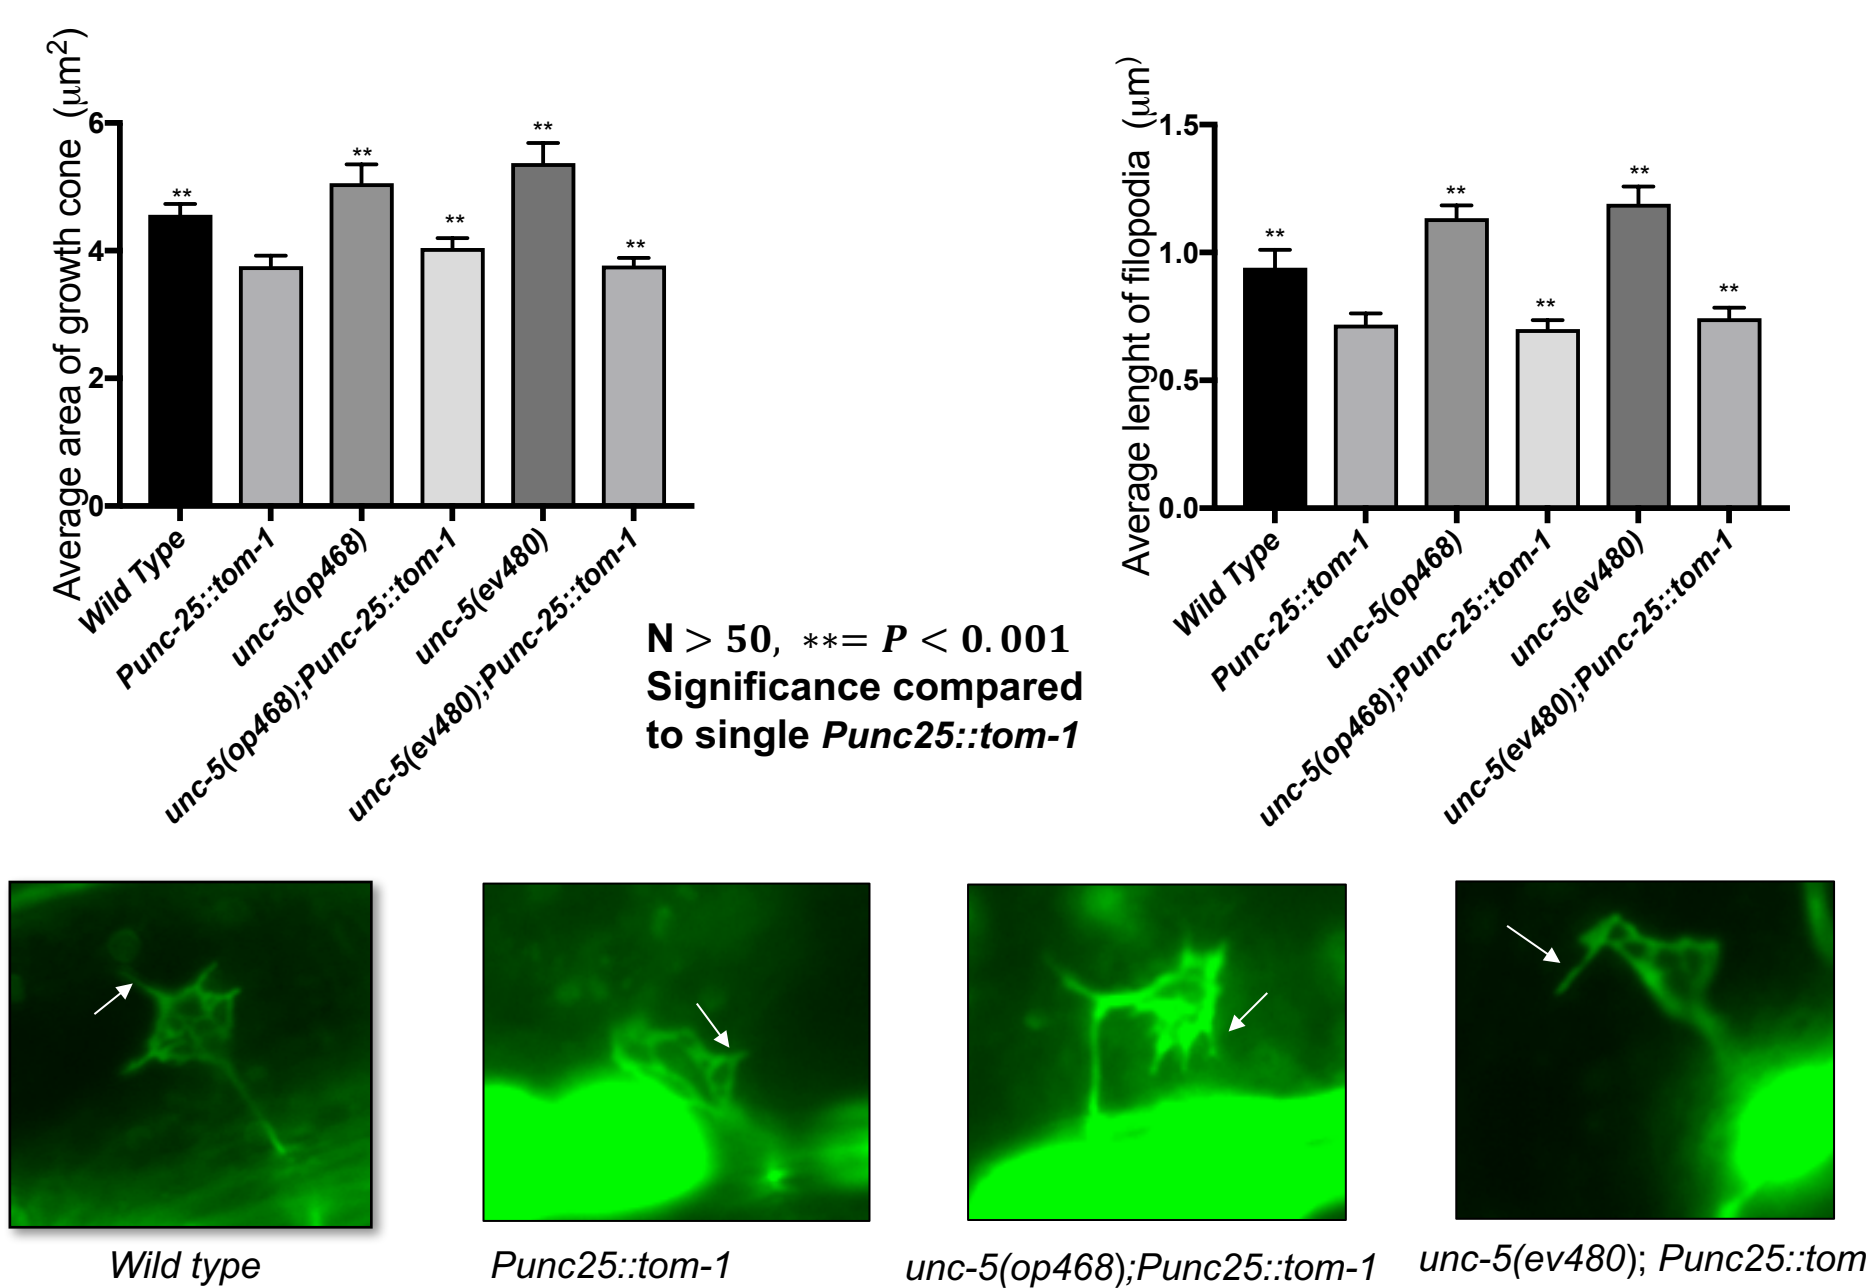 Average area of growth cone (μm²)
6
4
2
0
**
**
**
**
**
Wild Type
Punc-25::tom-1
unc-5(op468)
unc-5(op468);Punc-25::tom-1
unc-5(ev480)
unc-5(ev480);Punc-25::tom-1
Average lenght of filopodia (μm)
1.5
1.0
0.5
0.0
**
**
**
**
**
Wild Type
Punc-25::tom-1
unc-5(op468)
unc-5(op468);Punc-25::tom-1
unc-5(ev480)
unc-5(ev480);Punc-25::tom-1
N > 50, **= P < 0.001
Significance compared
to single Punc25::tom-1
Wild type
Punc25::tom-1
unc-5(op468);Punc25::tom-1
unc-5(ev480); Punc25::tom